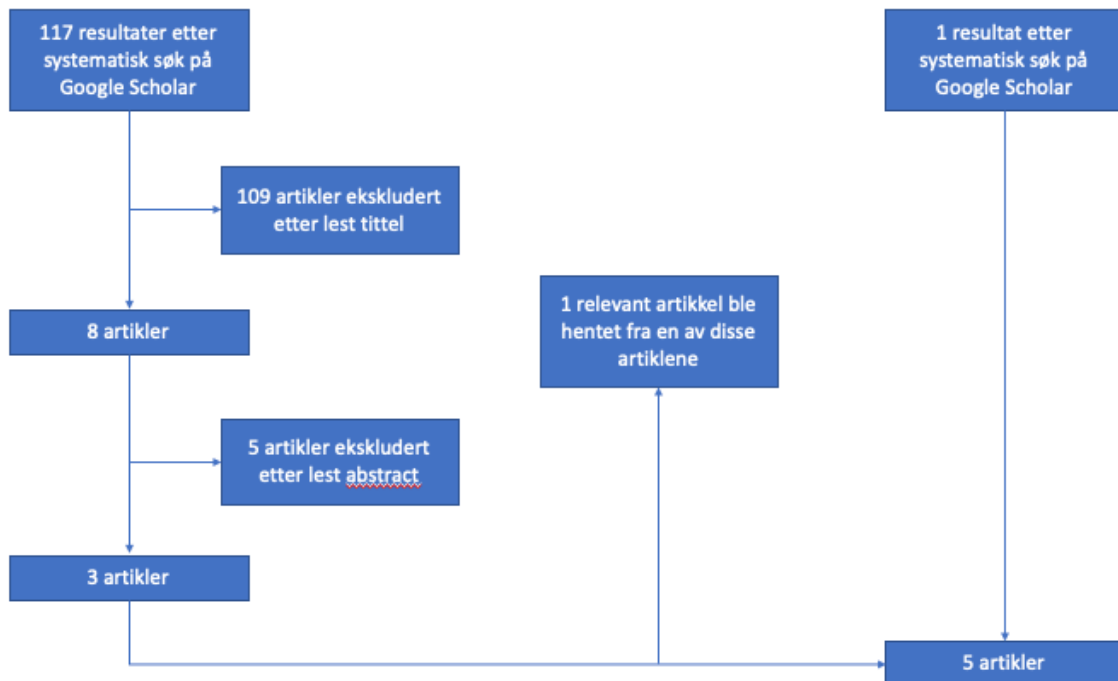 117 resultater etter
systematisk søk på
Google Scholar
1 resultat etter
systematisk søk på
Google Scholar
109 artikler ekskludert
etter lest tittel
8 artikler
1 relevant artikkel ble
hentet fra en av disse
artiklene
5 artikler ekskludert
etter lest abstract
3 artikler
5 artikler